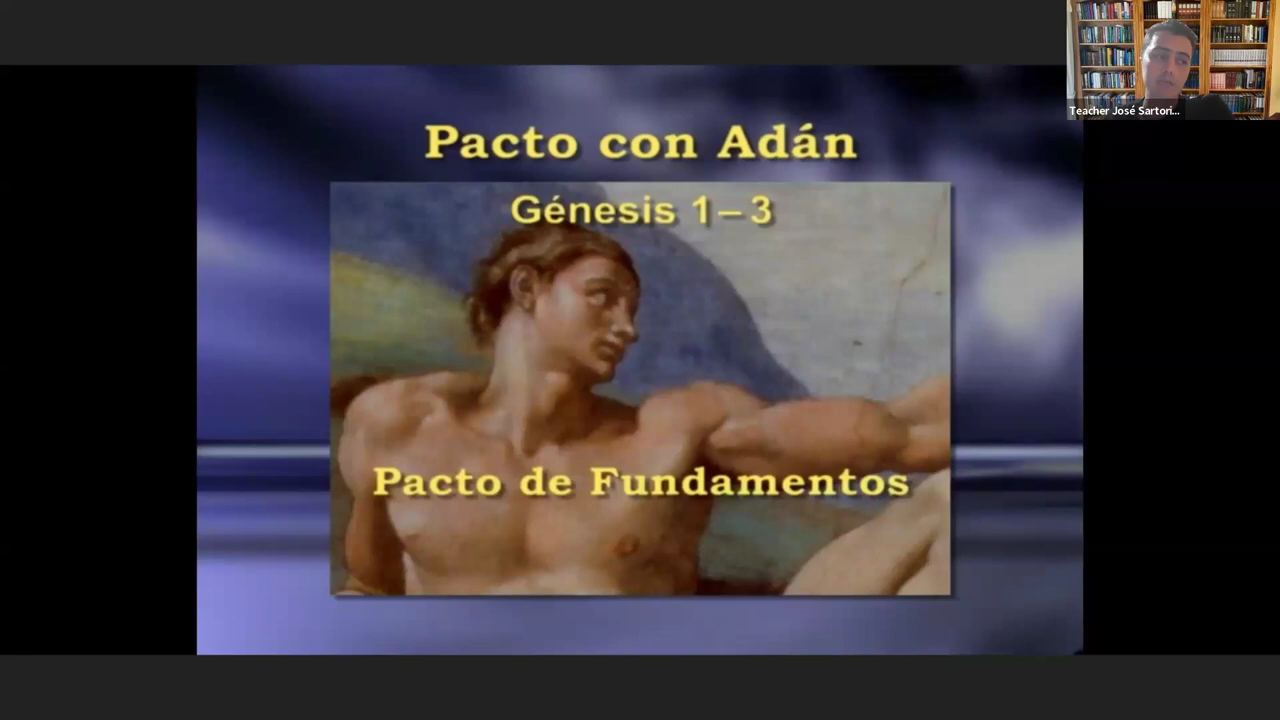 Teacher José Sartori...
Pacto con Adán
Génesis 1–3
Pacto de Fundamentos